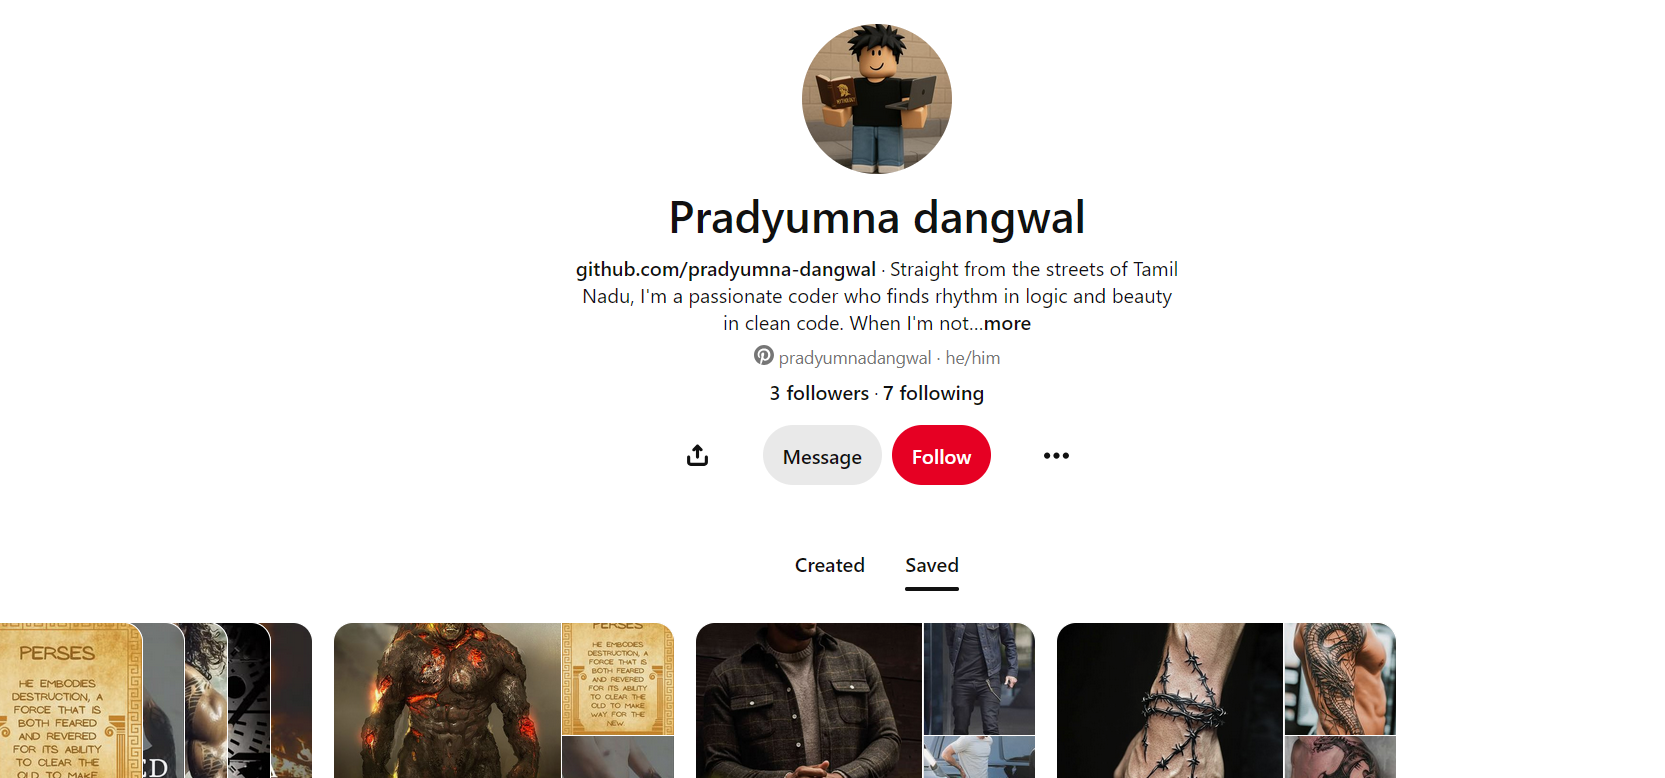 MYTHOLOGY
Pradyumna dangwal
github.com/pradyumna-dangwal · Straight from the streets of Tamil
Nadu, I'm a passionate coder who finds rhythm in logic and beauty
in clean code. When I'm not...more
pradyumnadangwal · he/him
3 followers · 7 following
Message
Follow
Created
Saved
PERSES
HE EMBODIES
DESTRUCTION, A
FORCE THAT IS
BOTH FEARED
AND REVERED
FOR ITS ABILITY
TO CLEAR THE
OLD TO MAKE
ED
PERSES
HE EMBODIES
DESTRUCTION, A
FORCE THAT IS
BOTH FEARED
AND REVERED
FOR ITS ABILITY
TO CLEAR THE
OLD TO MAKE
WAY FOR THE
NEW